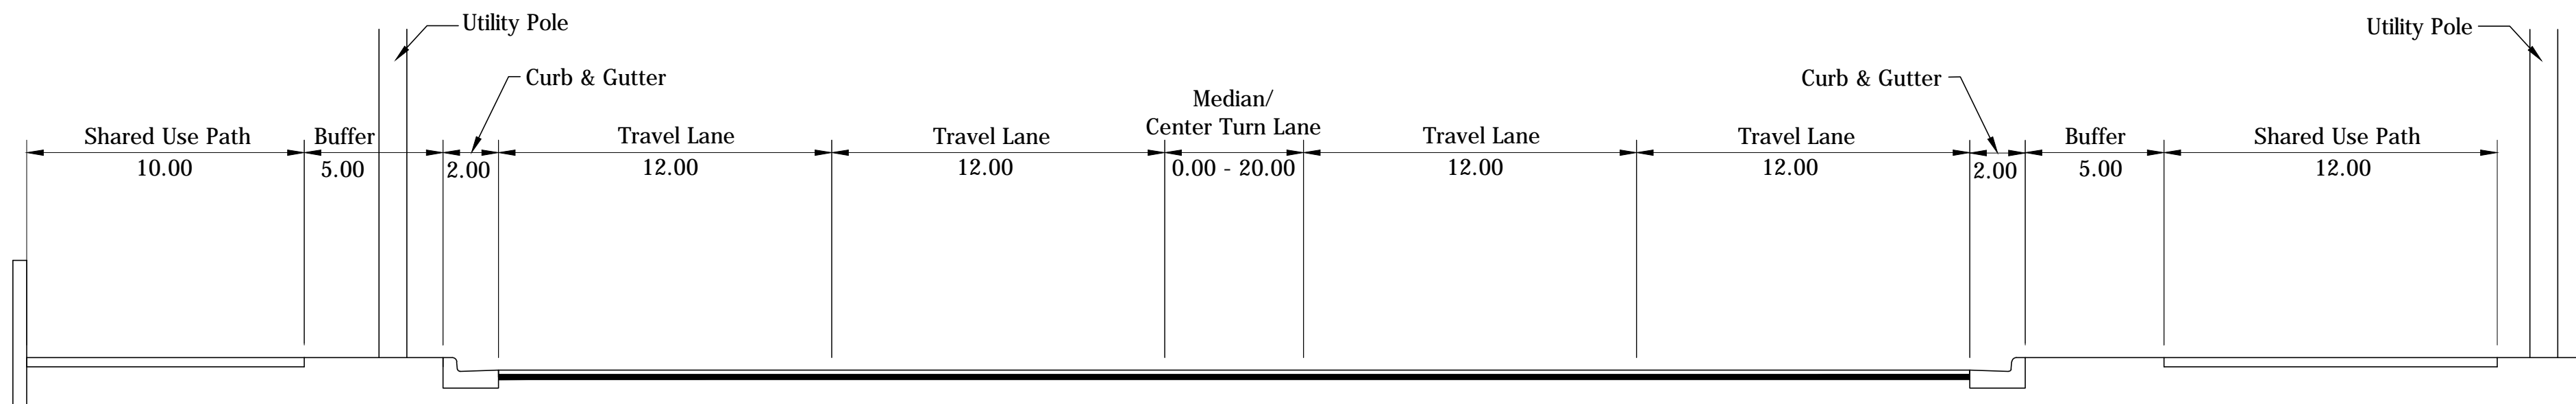 Utility Pole
Utility Pole
Curb & Gutter
Curb & Gutter
Median/
Center Turn Lane
Shared Use Path
Buffer
Travel Lane
Travel Lane
Travel Lane
Travel Lane
Buffer
Shared Use Path
10.00
5.00
2.00
12.00
12.00
0.00 - 20.00
12.00
12.00
2.00
5.00
12.00